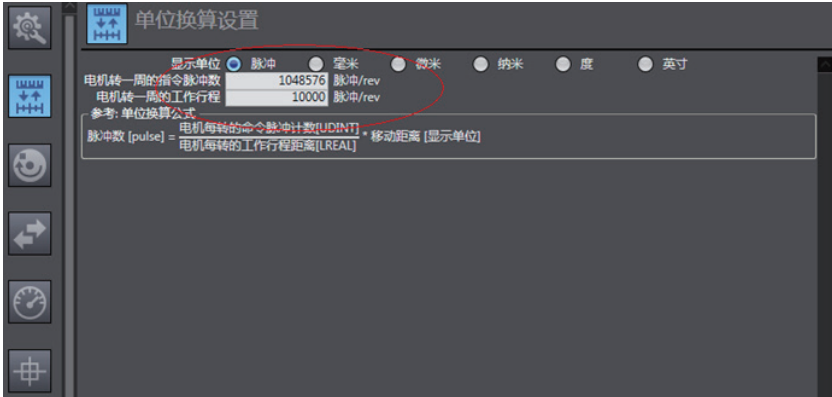 单位换算设置
显示单位 脉冲 毫米 微米 纳米 度 英寸
电机转一周的指令脉冲数 1048576 脉冲/rev
电机转一周的工作行程 10000 脉冲/rev
参考: 单位换算公式
电机每转的命令脉冲计数[UDINT]
脉冲数 [pulse] = * 移动距离 [显示单位]
电机每转的工作行程距离[LREAL]